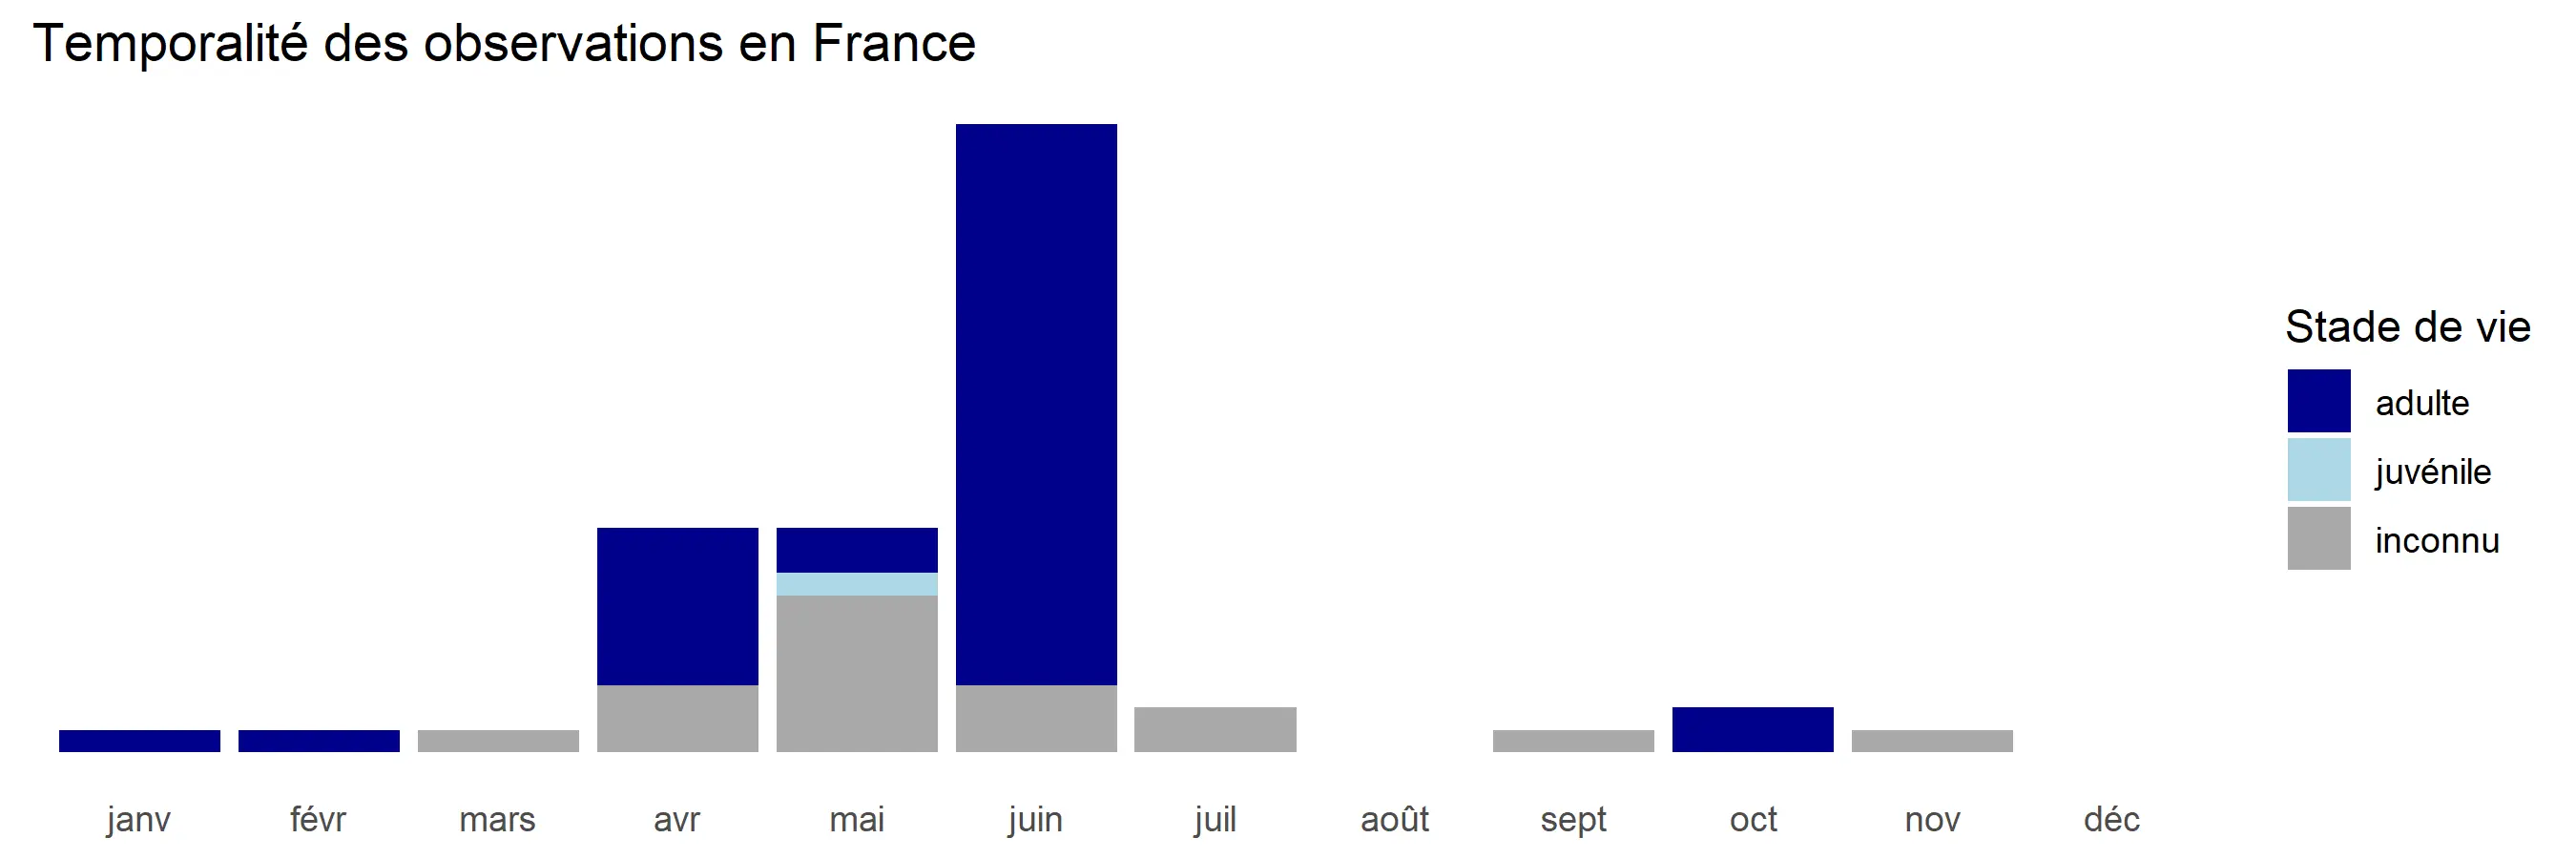 Temporalité des observations en France
Stade de vie
adulte
juvénile
inconnu
janv févr mars avr mai juin juil août sept oct nov déc